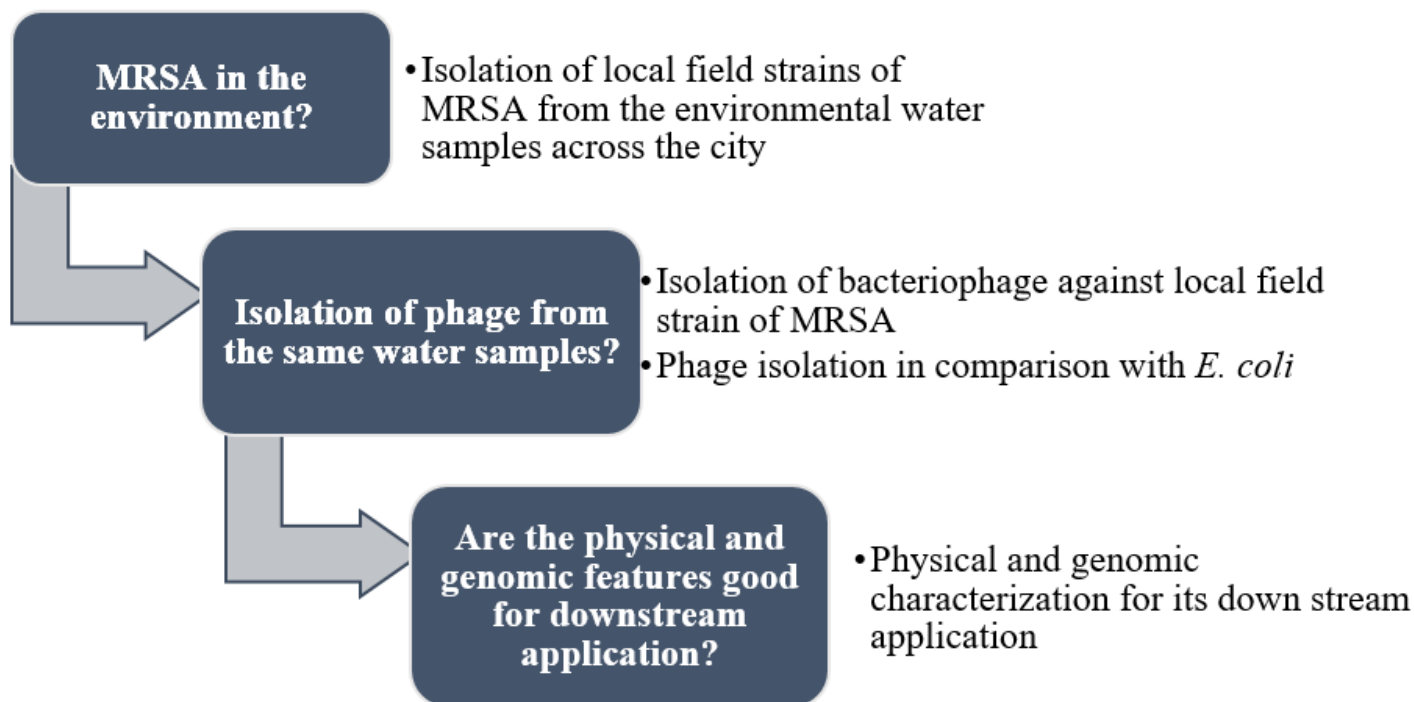 MRSA in the
environment?
•Isolation of local field strains of
MRSA from the environmental water
samples across the city
Isolation of phage from
the same water samples?
•Isolation of bacteriophage against local field
strain of MRSA
•Phage isolation in comparison with E. coli
Are the physical and
genomic features good
for downstream
application?
•Physical and genomic
characterization for its down stream
application